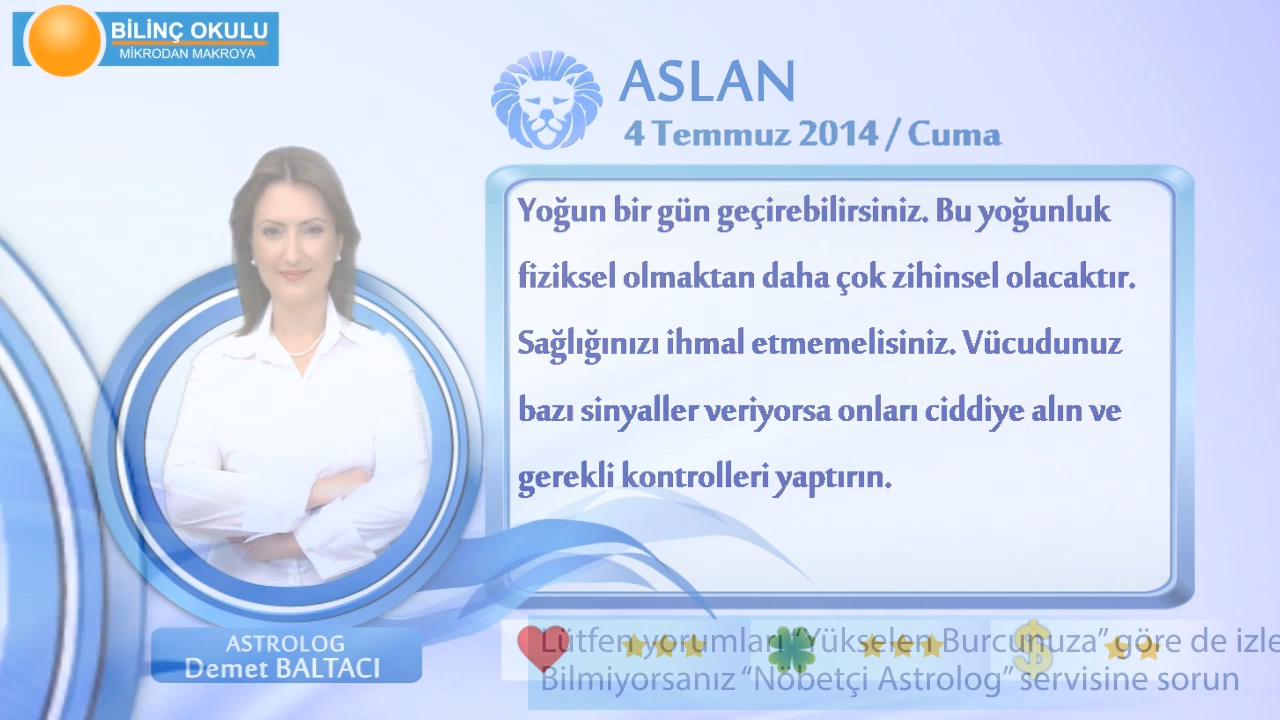 BİLİNÇ OKULU
MİKRODAN MAKROYA
ASLAN
4 Temmuz 2014 / Cuma
Yoğun bir gün geçirebilirsiniz. Bu yoğunluk
fiziksel olmaktan daha çok zihinsel olacaktır.
Sağlığınızı ihmal etmemelisiniz. Vücudunuz
bazı sinyaller veriyorsa onları ciddiye alın ve
gerekli kontrolleri yaptırın.
ASTROLOG
Demet BALTACI
Lütfen yorumları “Yükselen Burcunuza” göre de izle
Bilmiyorsanız “Nöbetçi Astrolog” servisine sorun